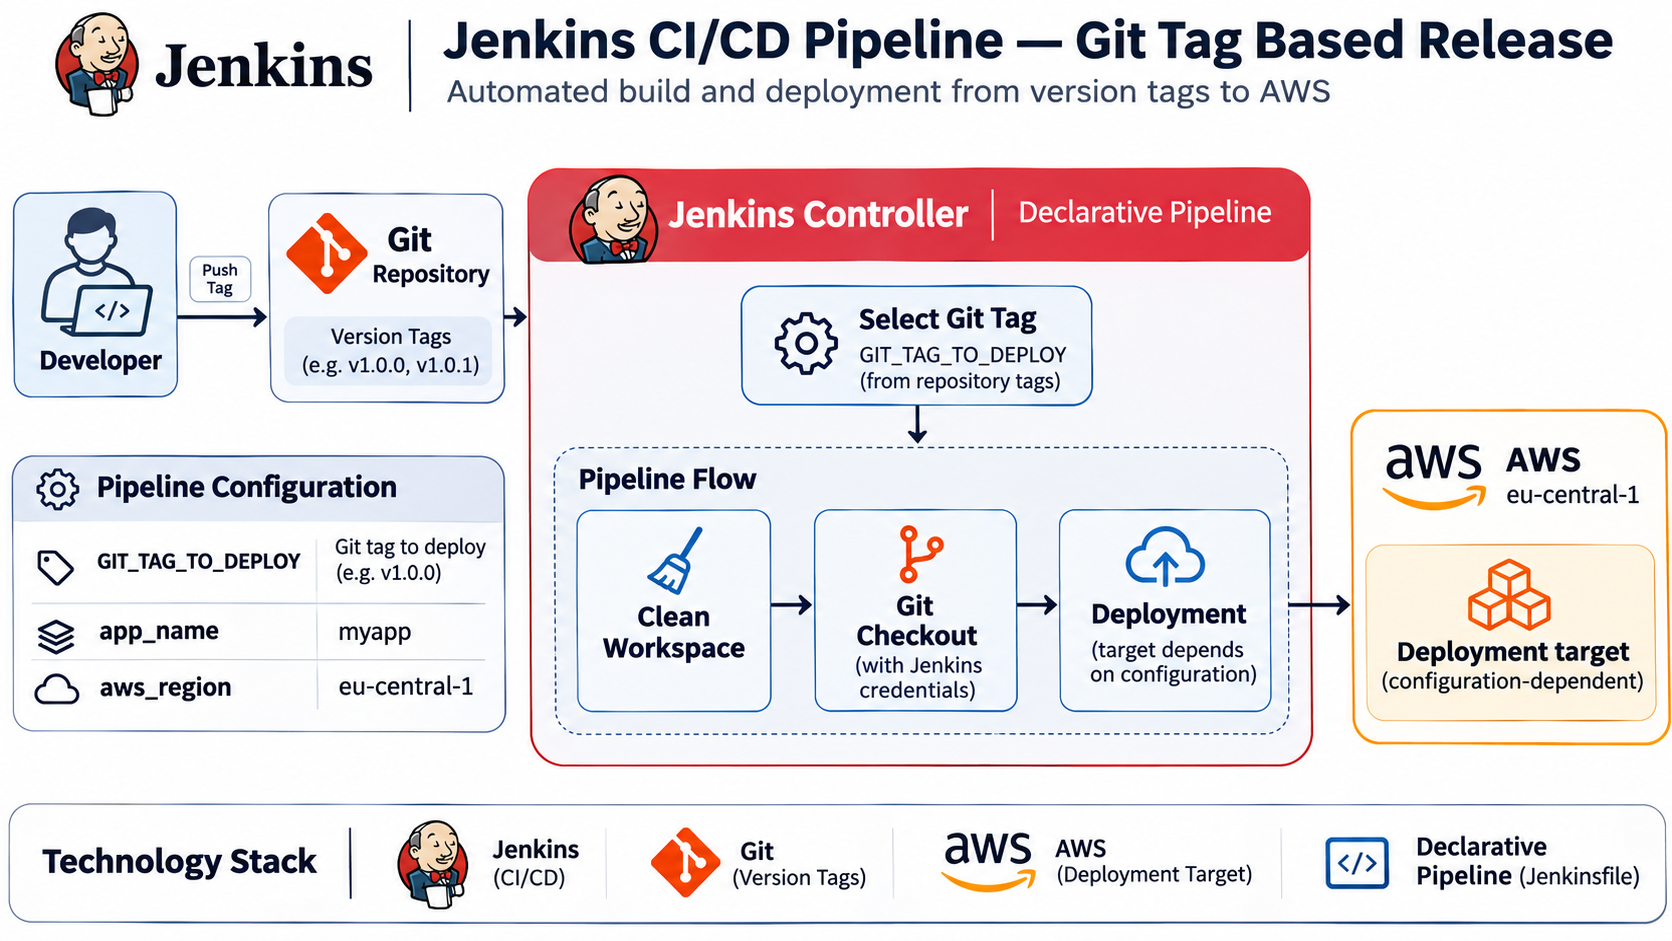 Jenkins
Jenkins CI/CD Pipeline — Git Tag Based Release
Automated build and deployment from version tags to AWS
Developer
Push
Tag
Git
Repository
Version Tags
(e.g. v1.0.0, v1.0.1)
Jenkins Controller
Declarative Pipeline
Select Git Tag
GIT_TAG_TO_DEPLOY
(from repository tags)
Pipeline Configuration
GIT_TAG_TO_DEPLOY
Git tag to deploy
(e.g. v1.0.0)
app_name
myapp
aws_region
eu-central-1
Pipeline Flow
Clean
Workspace
Git
Checkout
(with Jenkins
credentials)
Deployment
(target depends
on configuration)
aws
AWS
eu-central-1
Deployment target
(configuration-dependent)
Technology Stack
Jenkins
(CI/CD)
Git
(Version Tags)
aws
AWS
(Deployment Target)
Declarative
Pipeline (Jenkinsfile)